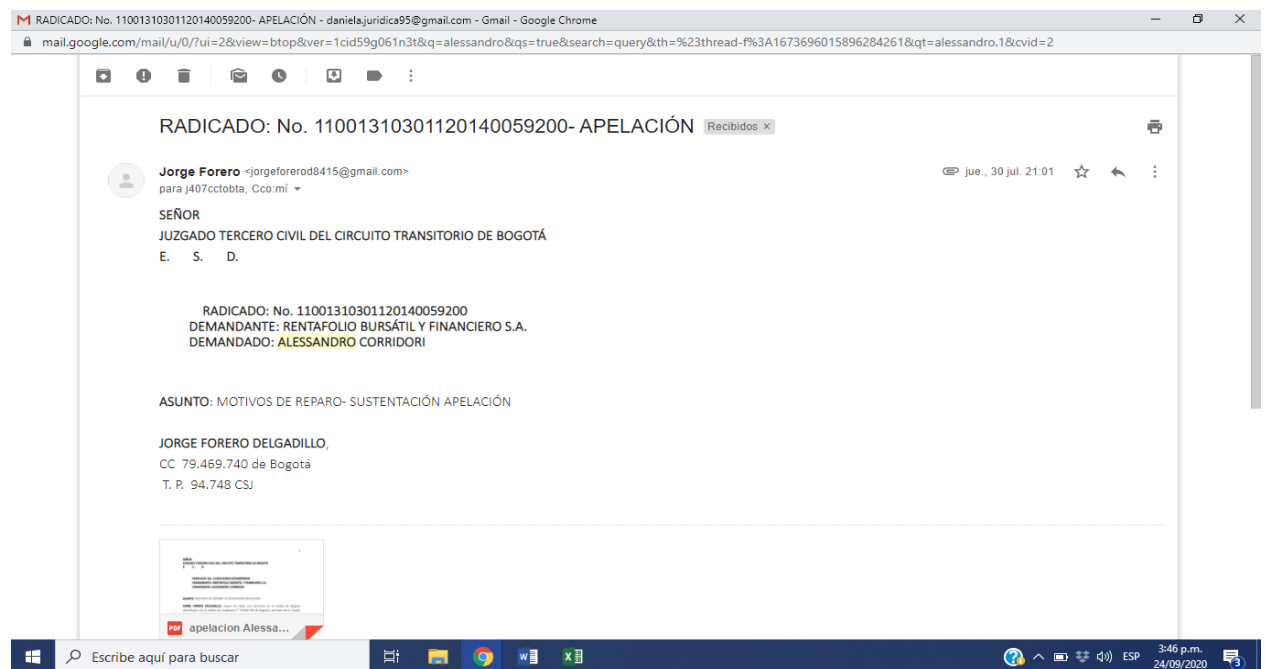 RADICADO: No. 11001310301120140059200- APELACIÓN - daniela.juridica95@gmail.com - Gmail - Google Chrome
mail.google.com/mail/u/0/?ui=2&view=btop&ver=1cid59g061n3t&q=alessandro&qs=true&search=query&th=%23thread-f%3A1673696015896284261&qt=alessandro.1&cvid=2
RADICADO: No. 11001310301120140059200- APELACIÓN Recibidos x
Jorge Forero <jorgeforerod8415@gmail.com> jue., 30 jul. 21:01
para j407cctobta, Cco:mí
SEÑOR
JUZGADO TERCERO CIVIL DEL CIRCUITO TRANSITORIO DE BOGOTÁ
E. S. D.
RADICADO: No. 11001310301120140059200
DEMANDANTE: RENTAFOLIO BURSÁTIL Y FINANCIERO S.A.
DEMANDADO: ALESSANDRO CORRIDORI
ASUNTO: MOTIVOS DE REPARO- SUSTENTACIÓN APELACIÓN
JORGE FORERO DELGADILLO,
CC 79.469.740 de Bogotá
T. P. 94.748 CSJ
PDF apelacion Alessa...
Escribe aquí para buscar
ESP 3:46 p.m.
24/09/2020 3